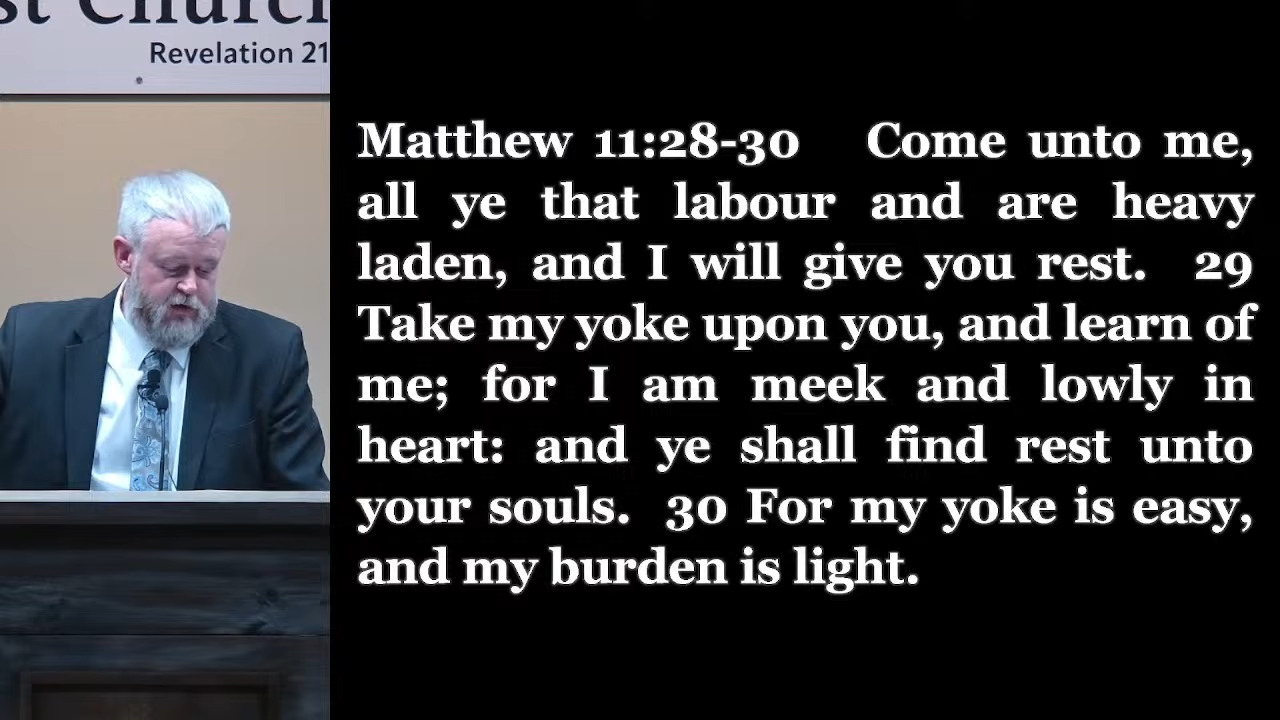 st Church
Revelation 21
Matthew 11:28-30 Come unto me,
all ye that labour and are heavy
laden, and I will give you rest. 29
Take my yoke upon you, and learn of
me; for I am meek and lowly in
heart: and ye shall find rest unto
your souls. 30 For my yoke is easy,
and my burden is light.